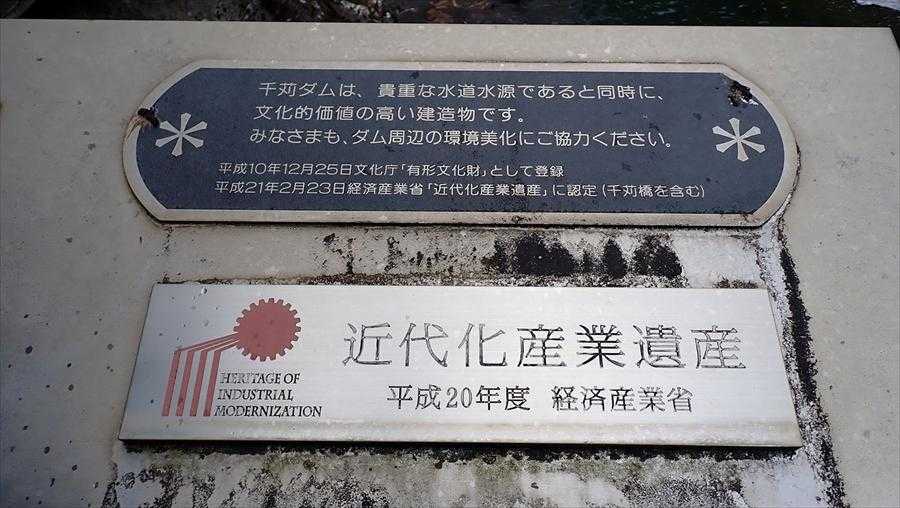 千苅ダムは、貴重な水道水源であると同時に、
文化的価値の高い建造物です。
みなさまも、ダム周辺の環境美化にご協力ください。
平成10年12月25日文化庁「有形文化財」として登録
平成21年2月23日経済産業省「近代化産業遺産」に認定（千苅橋を含む）
HERITAGE OF
INDUSTRIAL
MODERNIZATION
近代化産業遺産
平成20年度 経済産業省